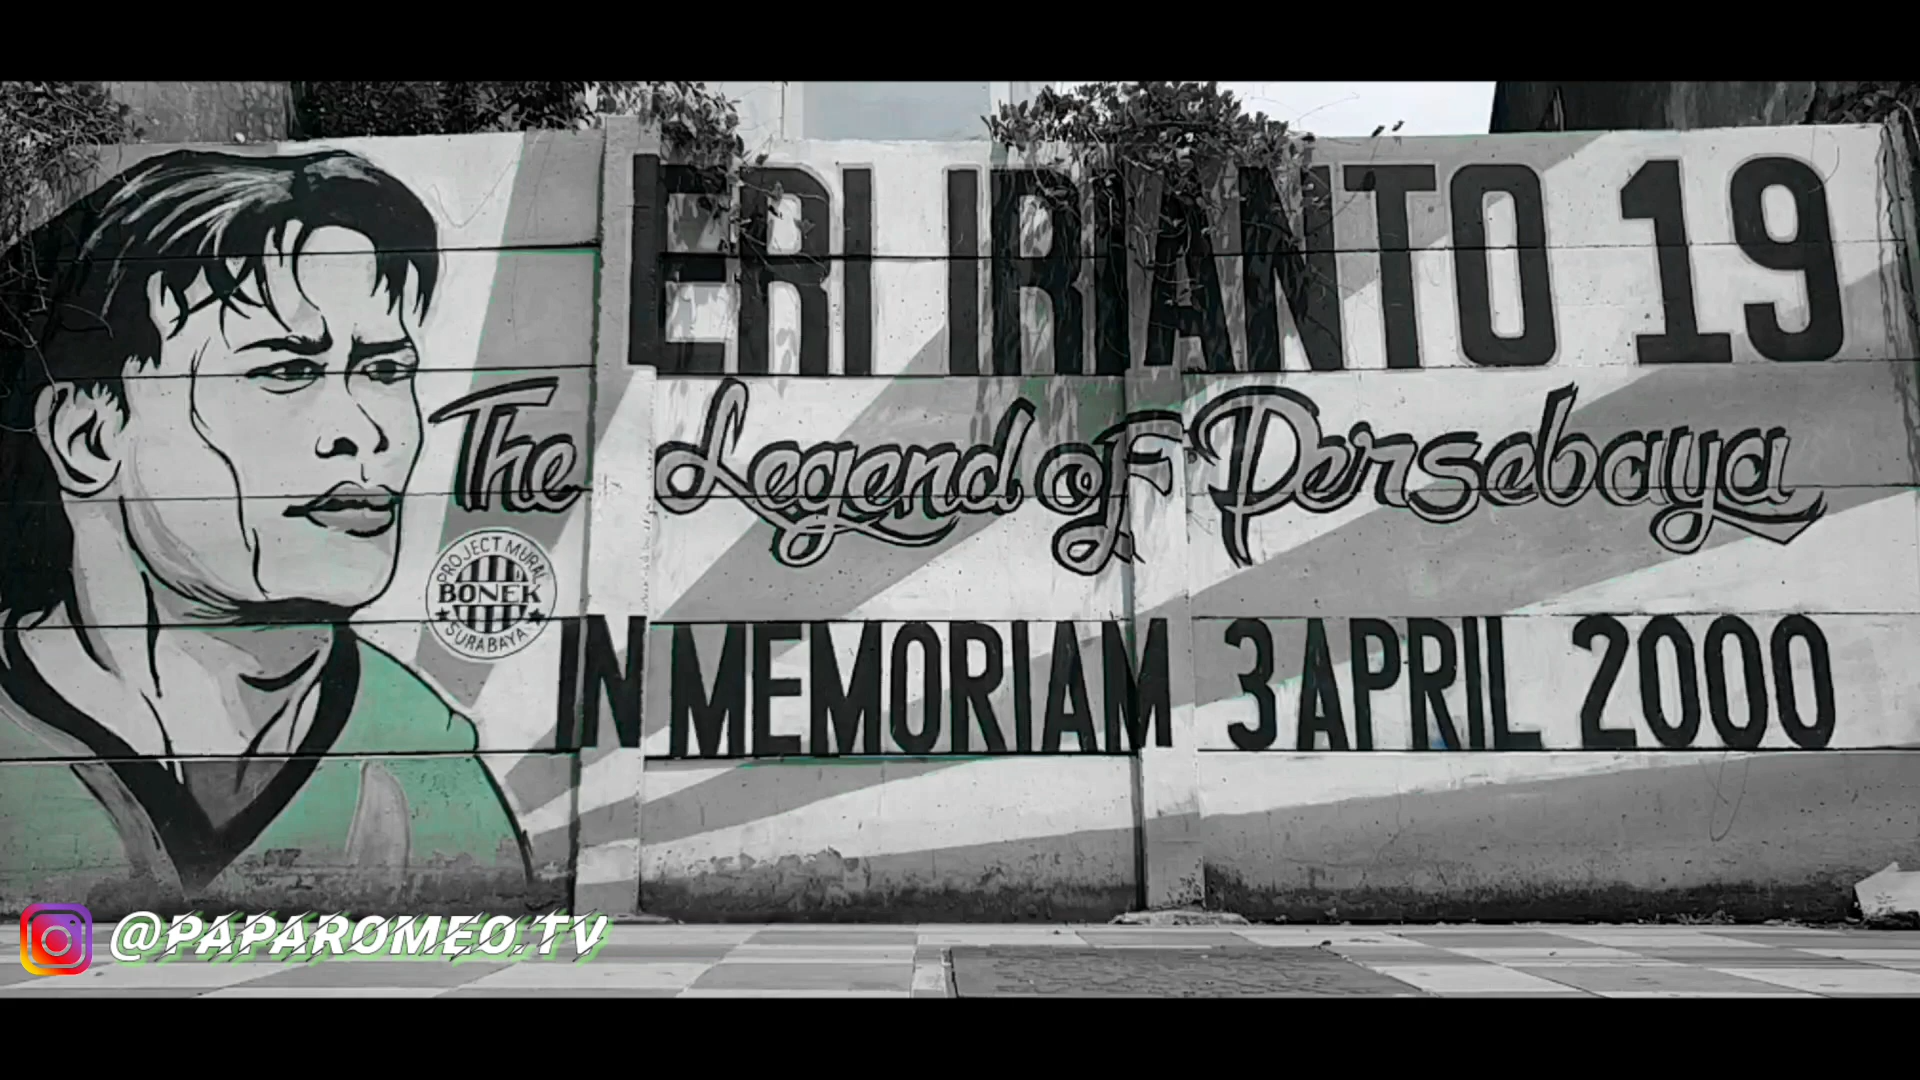 ERI IRIANTO 19
The Legend of Persebaya
PROJECT MURAL
BONEK
SURABAYA
IN MEMORIAM 3 APRIL 2000
@PAPAROMEO.TV